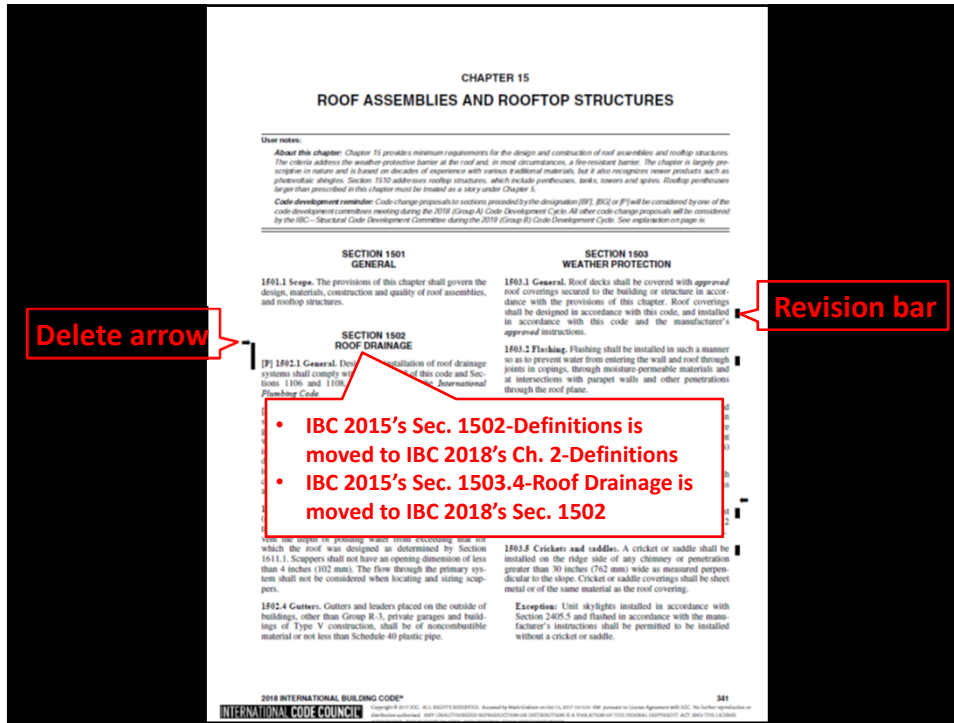 CHAPTER 15
ROOF ASSEMBLIES AND ROOFTOP STRUCTURES
User notes:
About this chapter: Chapter 15 provides minimum requirements for the design and construction of roof assemblies and rooftop structures.
The criteria address the weather-protective barrier at the roof and, in most circumstances, a fire-resistant barrier. The chapter is largely pre-
scriptive in nature and is based on decades of experience with various traditional materials, but it also recognizes newer products such as
photovoltaic shingles. Section 1510 addresses rooftop structures, which include penthouses, tanks, towers and spires. Rooftop penthouses
larger than prescribed in this chapter must be treated as a story under Chapter 5.
Code development reminder: Code change proposals to sections preceded by the designation [BF], [BG] or [P] will be considered by one of the
code development committees meeting during the 2018 (Group A) Code Development Cycle. All other code change proposals will be considered
by the IBC—Structural Code Development Committee during the 2019 (Group B) Code Development Cycle. See explanation on page iv.
SECTION 1501
GENERAL
1501.1 Scope. The provisions of this chapter shall govern the
design, materials, construction and quality of roof assemblies,
and rooftop structures.
Delete arrow
SECTION 1502
ROOF DRAINAGE
[P] 1502.1 General. installation of roof drainage
systems shall comply of this code and Sec-
tions 1106 and 1108, International
Plumbing Code.
• IBC 2015's Sec. 1502-Definitions is
moved to IBC 2018's Ch. 2-Definitions
• IBC 2015's Sec. 1503.4-Roof Drainage is
moved to IBC 2018's Sec. 1502
vent the depth of ponding water from exceeding that for
which the roof was designed as determined by Section
1611.1. Scuppers shall not have an opening dimension of less
than 4 inches (102 mm). The flow through the primary sys-
tem shall not be considered when locating and sizing scup-
pers.
1502.4 Gutters. Gutters and leaders placed on the outside of
buildings, other than Group R-3, private garages and build-
ings of Type V construction, shall be of noncombustible
material or not less than Schedule 40 plastic pipe.
SECTION 1503
WEATHER PROTECTION
1503.1 General. Roof decks shall be covered with approved
roof coverings secured to the building or structure in accor-
dance with the provisions of this chapter. Roof coverings
shall be designed in accordance with this code, and installed
in accordance with this code and the manufacturer's
approved instructions.
Revision bar
1503.2 Flashing. Flashing shall be installed in such a manner
so as to prevent water from entering the wall and roof through
joints in copings, through moisture-permeable materials and
at intersections with parapet walls and other penetrations
through the roof plane.
1503.5 Crickets and saddles. A cricket or saddle shall be
installed on the ridge side of any chimney or penetration
greater than 30 inches (762 mm) wide as measured perpen-
dicular to the slope. Cricket or saddle coverings shall be sheet
metal or of the same material as the roof covering.
Exception: Unit skylights installed in accordance with
Section 2405.5 and flashed in accordance with the manu-
facturer's instructions shall be permitted to be installed
without a cricket or saddle.
2018 INTERNATIONAL BUILDING CODE®
341
INTERNATIONAL CODE COUNCIL®